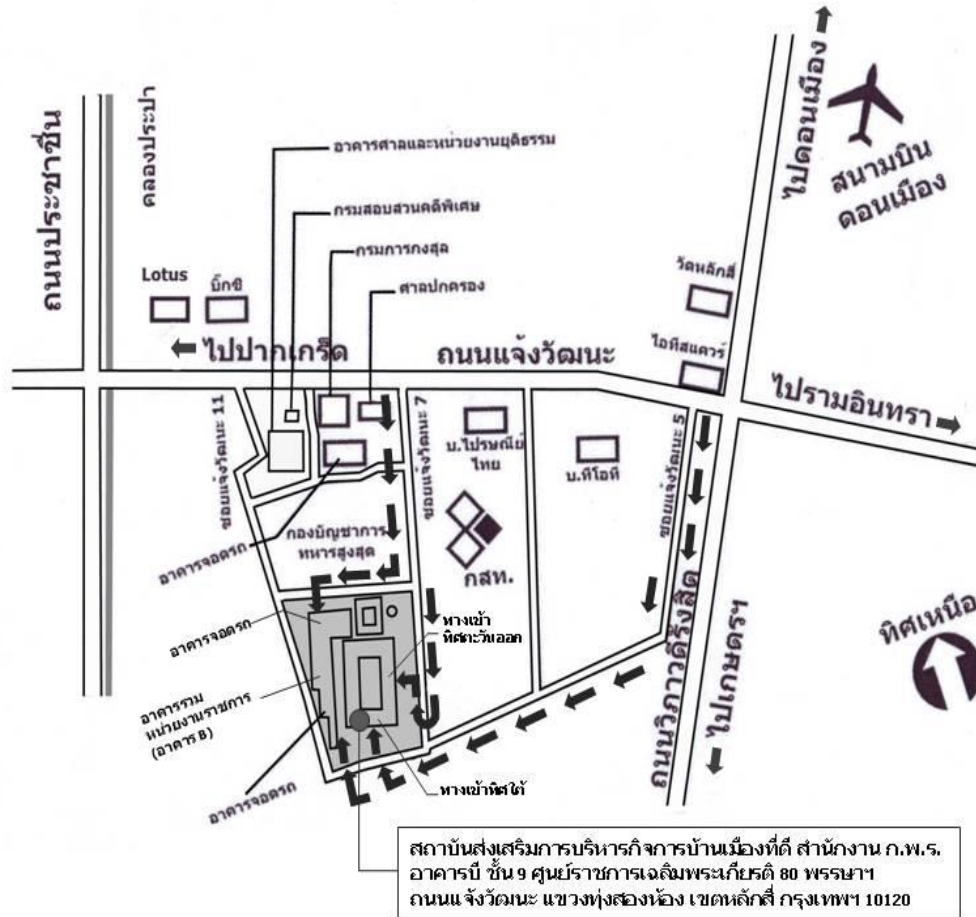 ไปดอนเมือง
สนามบิน
ดอนเมือง
ถนนประชาชื่น
คลองประปา
อาคารศาลและหน่วยงานยุติธรรม
กรมสอบสวนคดีพิเศษ
กรมการกงสุล
ศาลปกครอง
Lotus
บิ๊กซี
วัดหลักสี่
ไอทีสแควร์
ไปปากเกร็ด
ถนนแจ้งวัฒนะ
ไปรามอินทรา
ซอยแจ้งวัฒนะ 11
ซอยแจ้งวัฒนะ 7
บ.ไปรษณีย์
ไทย
บ.ทีโอที
ซอยแจ้งวัฒนะ 5
อาคารจอดรถ
กองบัญชาการ
ทหารสูงสุด
กสท.
ถนนวิภาวดีรังสิต
ไปเกษตรฯ
ทิศเหนือ
อาคารจอดรถ
ทางเข้า
ทิศตะวันออก
อาคารรวม
หน่วยงานราชการ
(อาคาร B)
อาคารจอดรถ
ทางเข้าทิศใต้
สถาบันส่งเสริมการบริหารกิจการบ้านเมืองที่ดี สำนักงาน ก.พ.ร.
อาคารบี ชั้น 9 ศูนย์ราชการเฉลิมพระเกียรติ 80 พรรษาฯ
ถนนแจ้งวัฒนะ แขวงทุ่งสองห้อง เขตหลักสี่ กรุงเทพฯ 10120